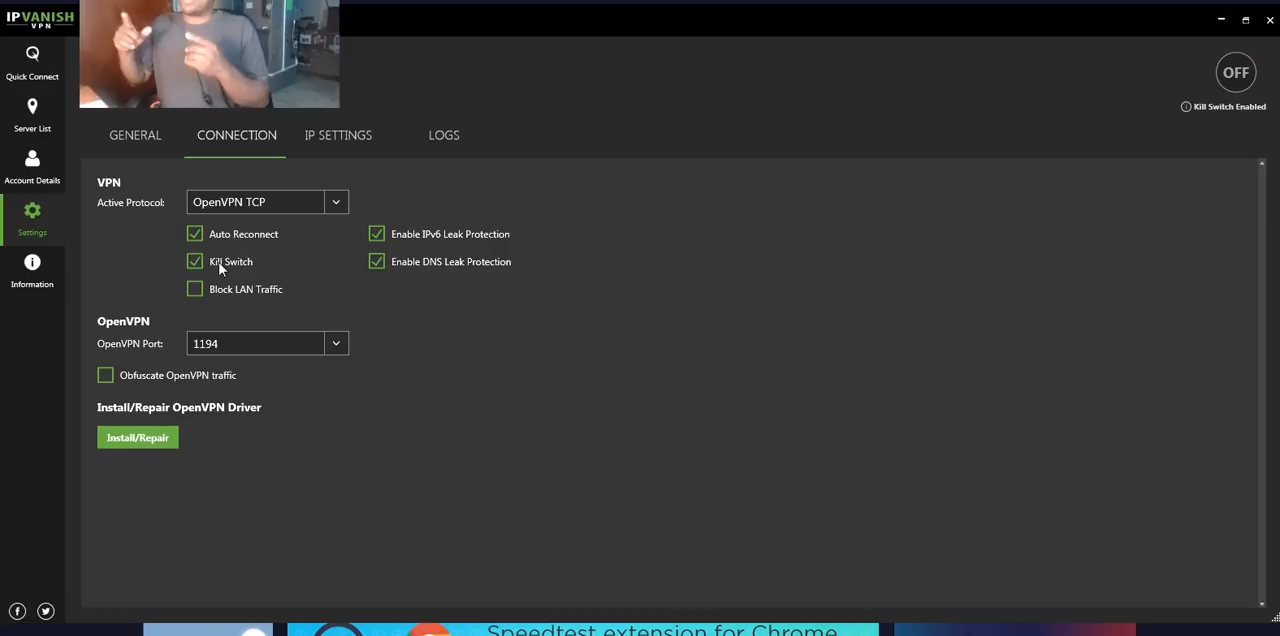 IPVANISH
VPN
Quick Connect
Server List
Account Details
Settings
Information
OFF
Kill Switch Enabled
GENERAL CONNECTION IP SETTINGS LOGS
VPN
Active Protocol: OpenVPN TCP
Auto Reconnect Enable IPv6 Leak Protection
Kill Switch Enable DNS Leak Protection
Block LAN Traffic
OpenVPN
OpenVPN Port: 1194
Obfuscate OpenVPN traffic
Install/Repair OpenVPN Driver
Install/Repair
Speedtest extension for Chrome